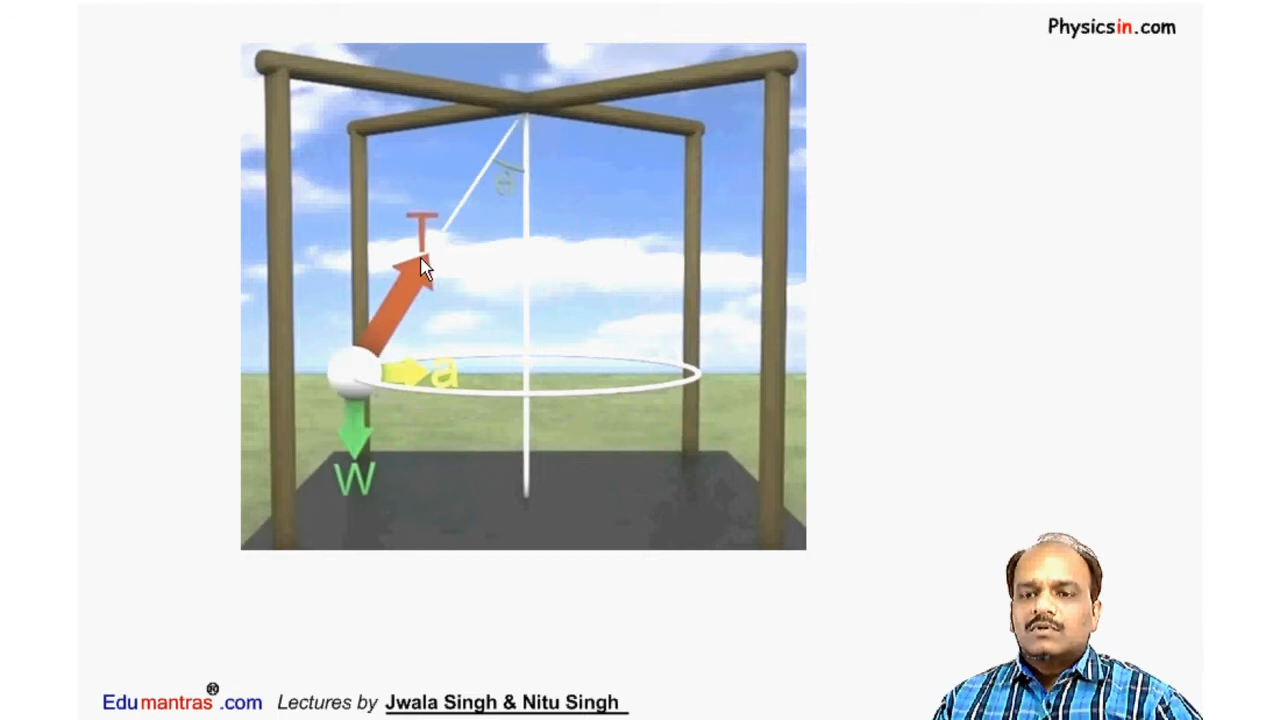 Physicsin.com
θ
T
a
W
Edumantras®.com Lectures by Jwala Singh & Nitu Singh